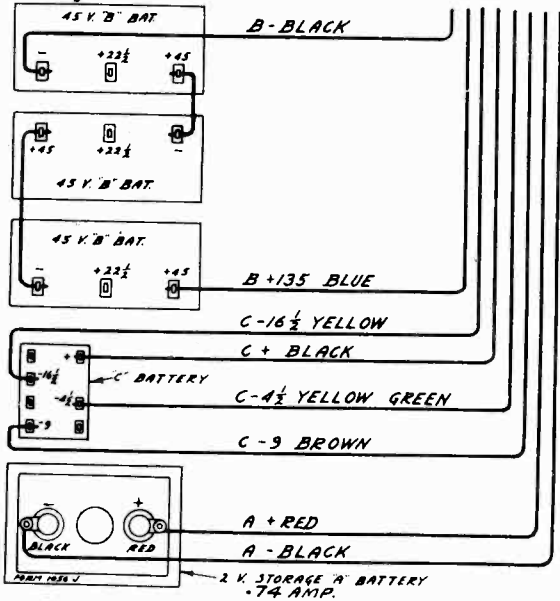 45 V. "B" BAT.
B - BLACK
- +22½ +45
+45 +22½ -
45 V. "B" BAT.
45 V. "B" BAT.
- +22½ +45
B +135 BLUE
C -16½ YELLOW
+ C + BLACK
-16½ "C" BATTERY
-4½ C -4½ YELLOW GREEN
-9
C -9 BROWN
- +
A + RED
BLACK RED
A - BLACK
FORM 1056 J
2 V. STORAGE "A" BATTERY
.74 AMP.